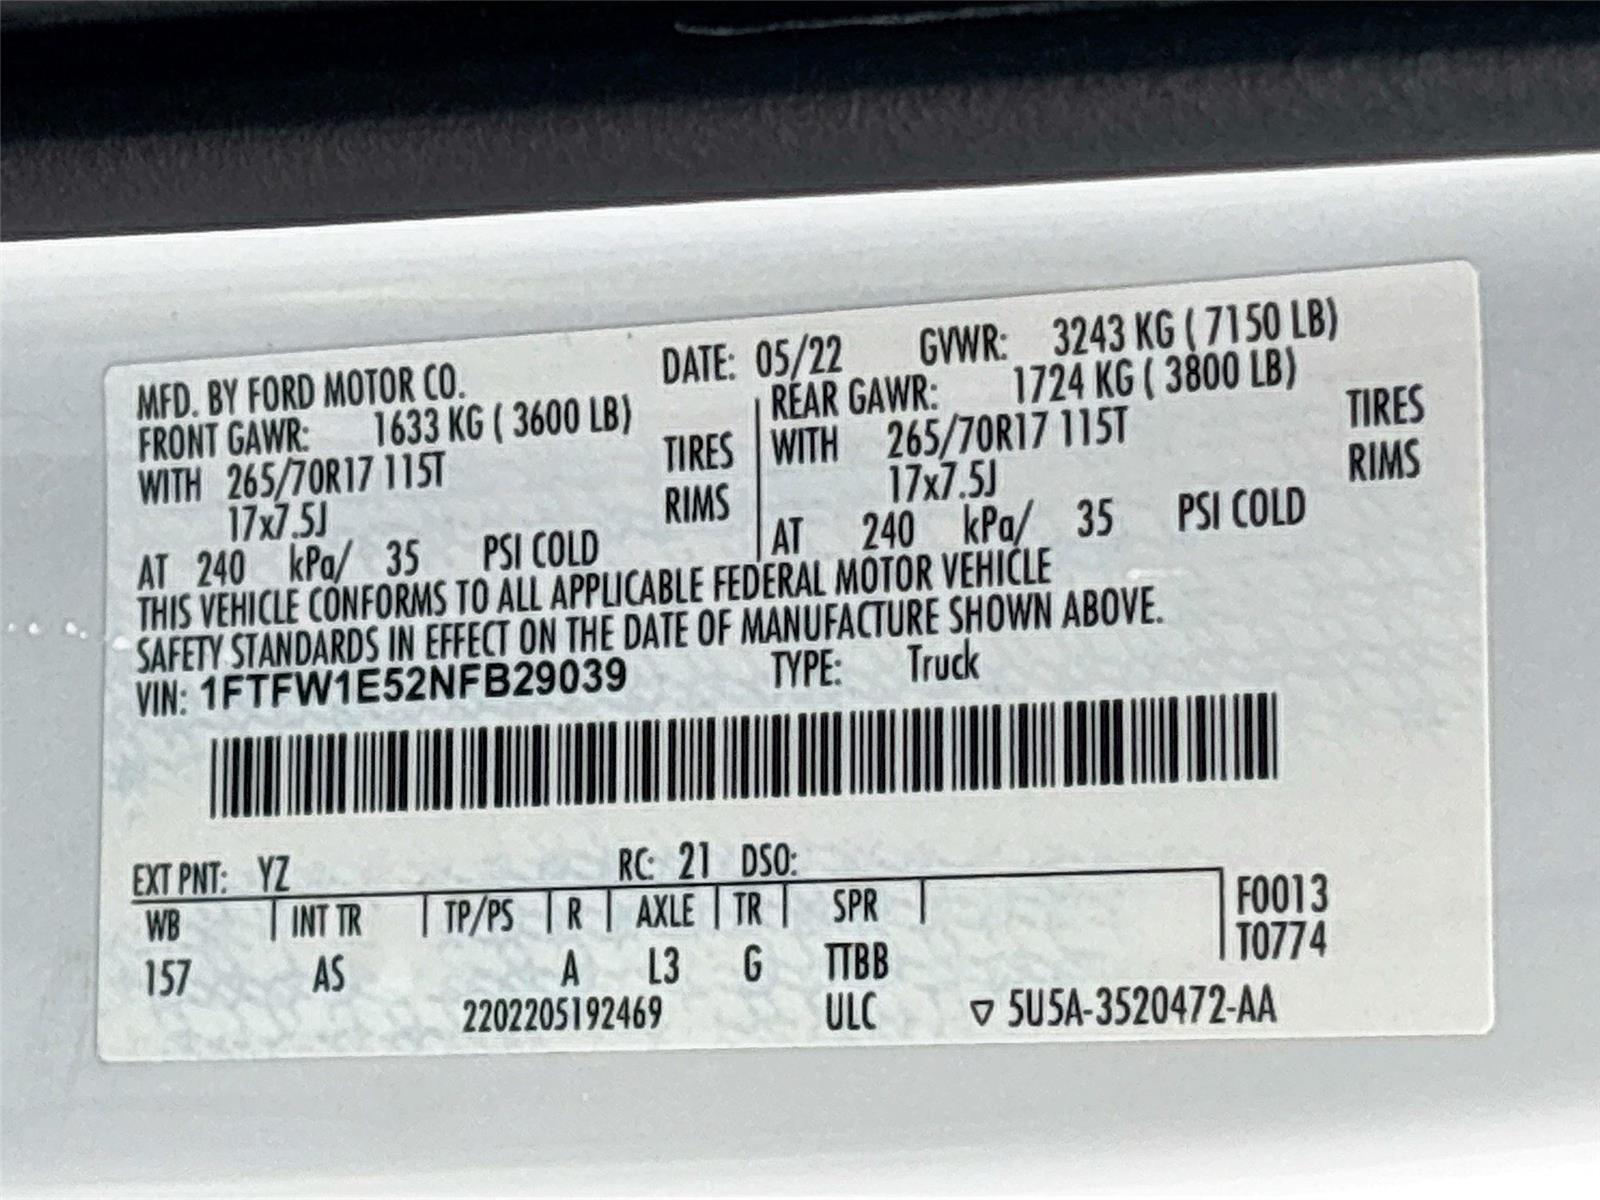 MFD. BY FORD MOTOR CO. DATE: 05/22 GVWR: 3243 KG ( 7150 LB)
FRONT GAWR: 1633 KG ( 3600 LB) REAR GAWR: 1724 KG ( 3800 LB)
WITH 265/70R17 115T TIRES WITH 265/70R17 115T TIRES
17x7.5J RIMS 17x7.5J RIMS
AT 240 kPa/ 35 PSI COLD AT 240 kPa/ 35 PSI COLD
THIS VEHICLE CONFORMS TO ALL APPLICABLE FEDERAL MOTOR VEHICLE
SAFETY STANDARDS IN EFFECT ON THE DATE OF MANUFACTURE SHOWN ABOVE.
VIN: 1FTFW1E52NFB29039 TYPE: Truck
EXT PNT: YZ RC: 21 DSO:
WB INT TR TP/PS R AXLE TR SPR F0013
T0774
157 AS A L3 G TTBB
2202205192469 ULC ▽ 5U5A-3520472-AA